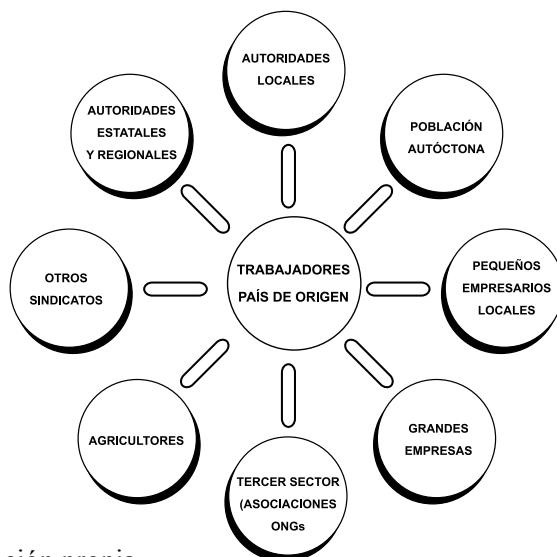 AUTORIDADES
LOCALES
AUTORIDADES
ESTATALES
Y REGIONALES
POBLACIÓN
AUTÓCTONA
OTROS
SINDICATOS
TRABAJADORES
PAÍS DE ORIGEN
PEQUEÑOS
EMPRESARIOS
LOCALES
AGRICULTORES
GRANDES
EMPRESAS
TERCER SECTOR
(ASOCIACIONES
ONGs